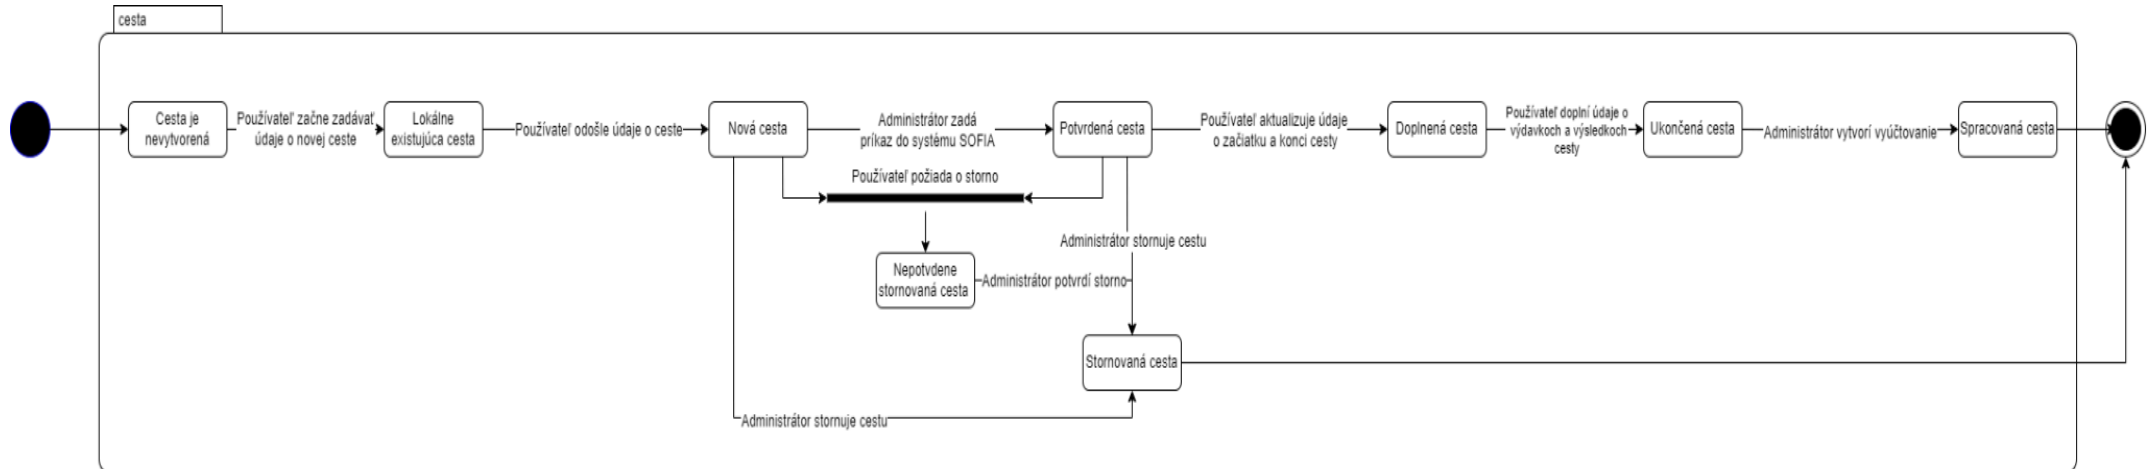 cesta
Cesta je
nevytvorená
Používateľ začne zadávať
údaje o novej ceste
Lokálne
existujúca cesta
Používateľ odošle údaje o ceste
Nová cesta
Administrátor zadá
príkaz do systému SOFIA
Potvrdená cesta
Používateľ aktualizuje údaje
o začiatku a konci cesty
Doplnená cesta
Používateľ doplní údaje o
výdavkoch a výsledkoch
cesty
Ukončená cesta
Administrátor vytvorí vyúčtovanie
Spracovaná cesta
Používateľ požiada o storno
Administrátor stornuje cestu
Nepotvdene
stornovaná cesta
Administrátor potvrdí storno
Stornovaná cesta
Administrátor stornuje cestu